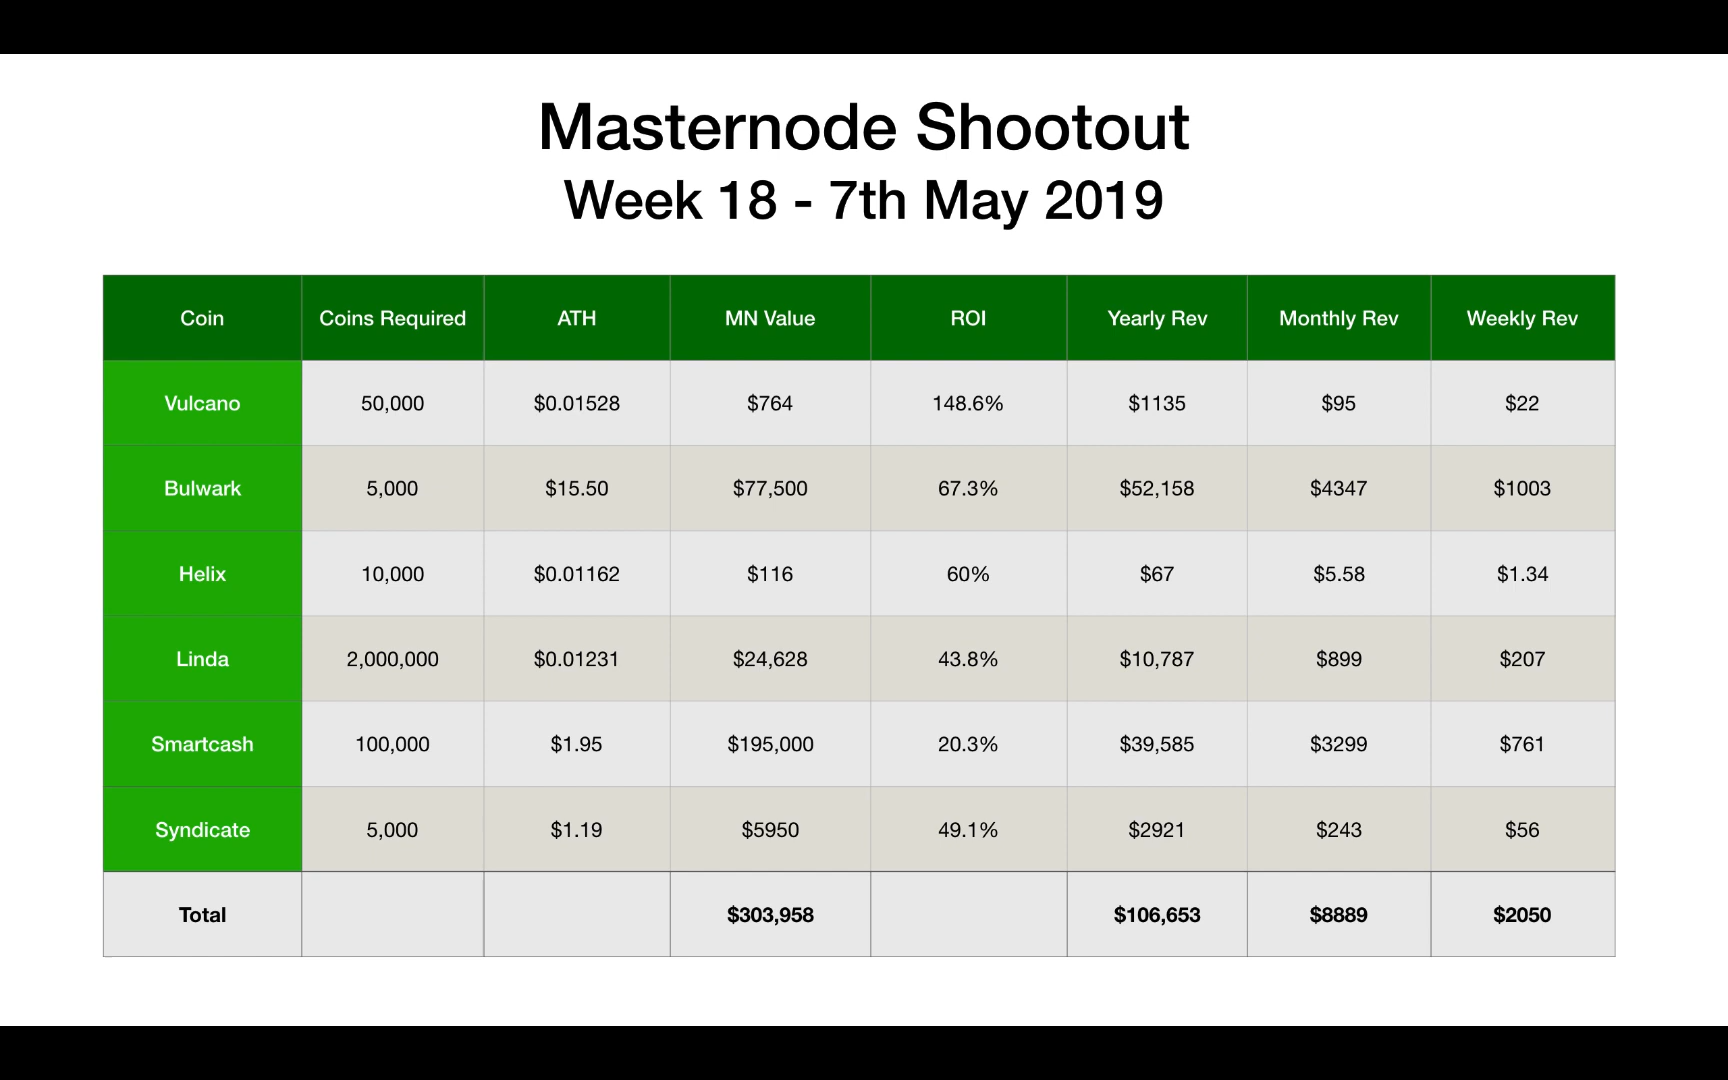 Masternode Shootout
Week 18 - 7th May 2019
Coin Coins Required ATH MN Value ROI Yearly Rev Monthly Rev Weekly Rev
Vulcano 50,000 $0.01528 $764 148.6% $1135 $95 $22
Bulwark 5,000 $15.50 $77,500 67.3% $52,158 $4347 $1003
Helix 10,000 $0.01162 $116 60% $67 $5.58 $1.34
Linda 2,000,000 $0.01231 $24,628 43.8% $10,787 $899 $207
Smartcash 100,000 $1.95 $195,000 20.3% $39,585 $3299 $761
Syndicate 5,000 $1.19 $5950 49.1% $2921 $243 $56
Total $303,958 $106,653 $8889 $2050